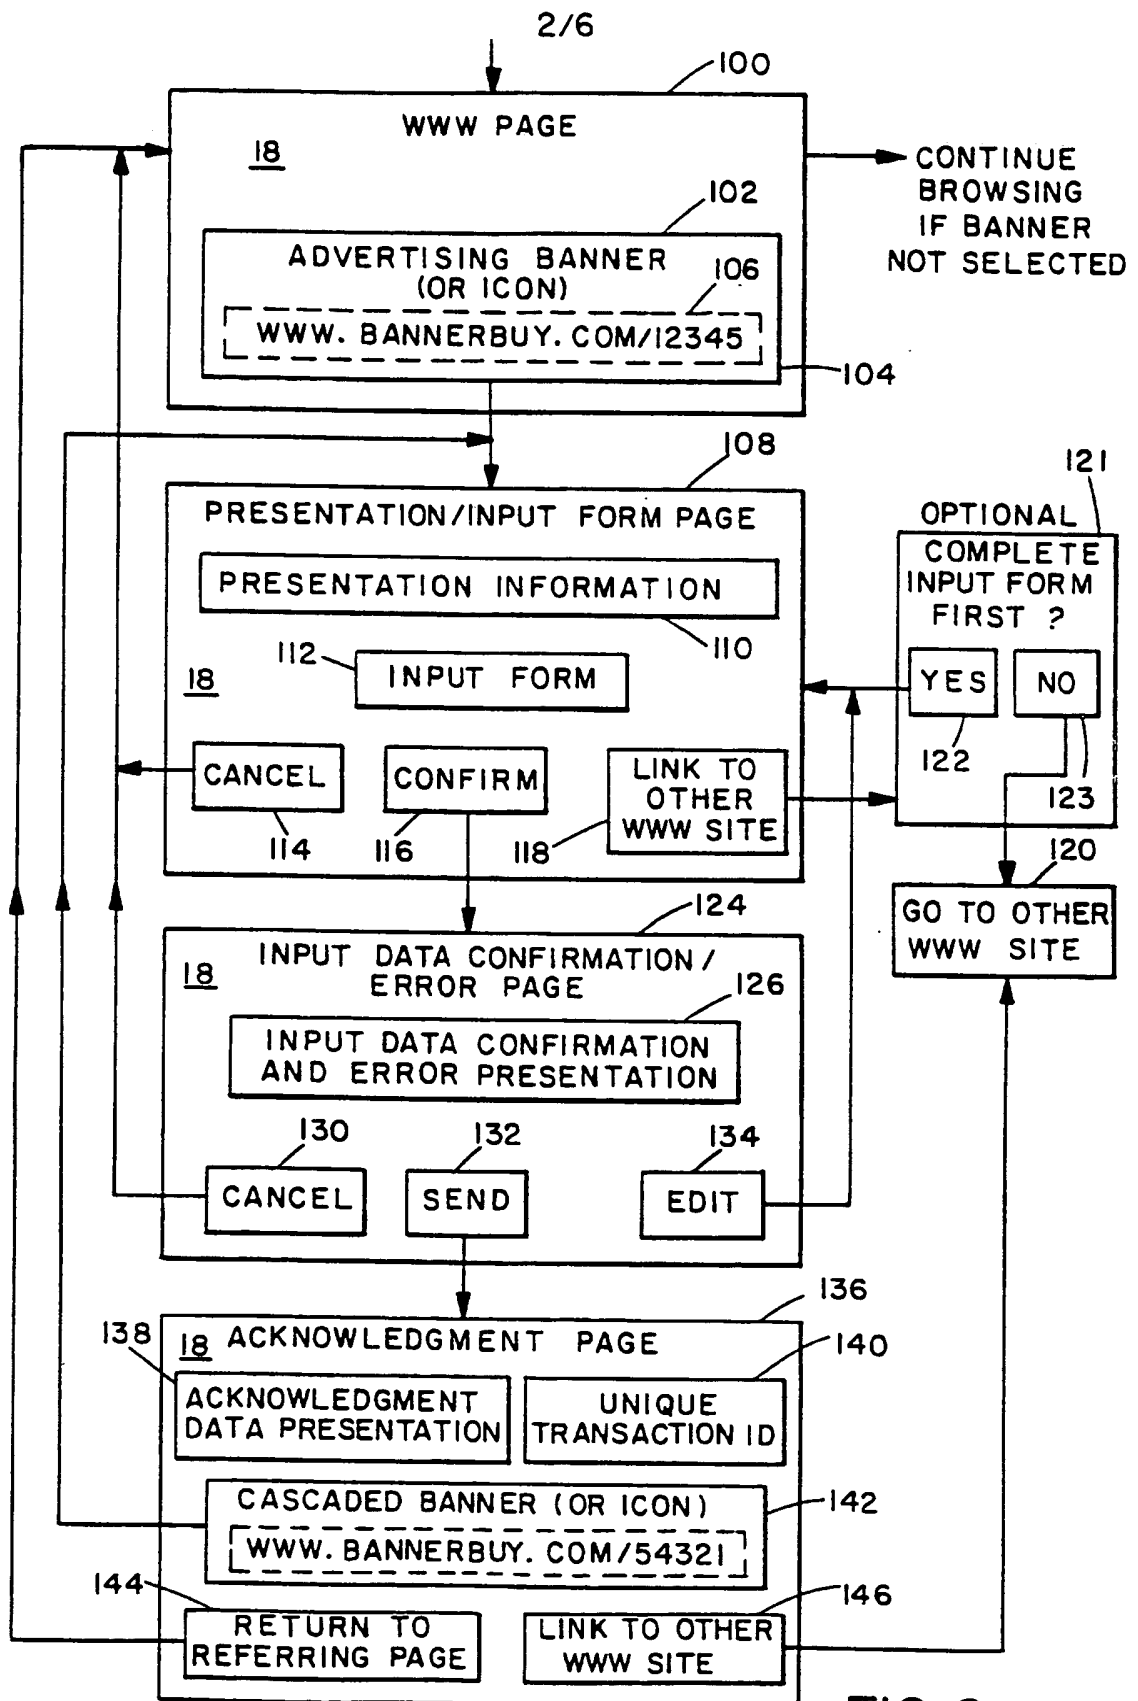 2/6
100
WWW PAGE
18
CONTINUE
BROWSING
IF BANNER
NOT SELECTED
102
ADVERTISING BANNER
(OR ICON)
106
WWW. BANNERBUY. COM/12345
104
108
PRESENTATION/INPUT FORM PAGE
PRESENTATION INFORMATION
110
112
INPUT FORM
18
CANCEL
114
CONFIRM
116
LINK TO
OTHER
WWW SITE
118
121
OPTIONAL
COMPLETE
INPUT FORM
FIRST ?
YES
NO
122
123
120
GO TO OTHER
WWW SITE
124
18
INPUT DATA CONFIRMATION/
ERROR PAGE
126
INPUT DATA CONFIRMATION
AND ERROR PRESENTATION
130
132
134
CANCEL
SEND
EDIT
136
138
18
ACKNOWLEDGMENT PAGE
140
ACKNOWLEDGMENT
DATA PRESENTATION
UNIQUE
TRANSACTION ID
CASCADED BANNER (OR ICON)
142
WWW. BANNERBUY. COM/54321
144
146
RETURN TO
REFERRING PAGE
LINK TO OTHER
WWW SITE